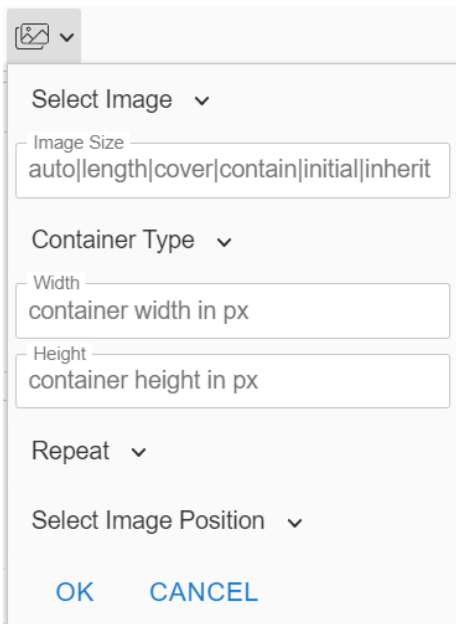 Select Image
Image Size
auto|length|cover|contain|initial|inherit
Container Type
Width
container width in px
Height
container height in px
Repeat
Select Image Position
OK CANCEL